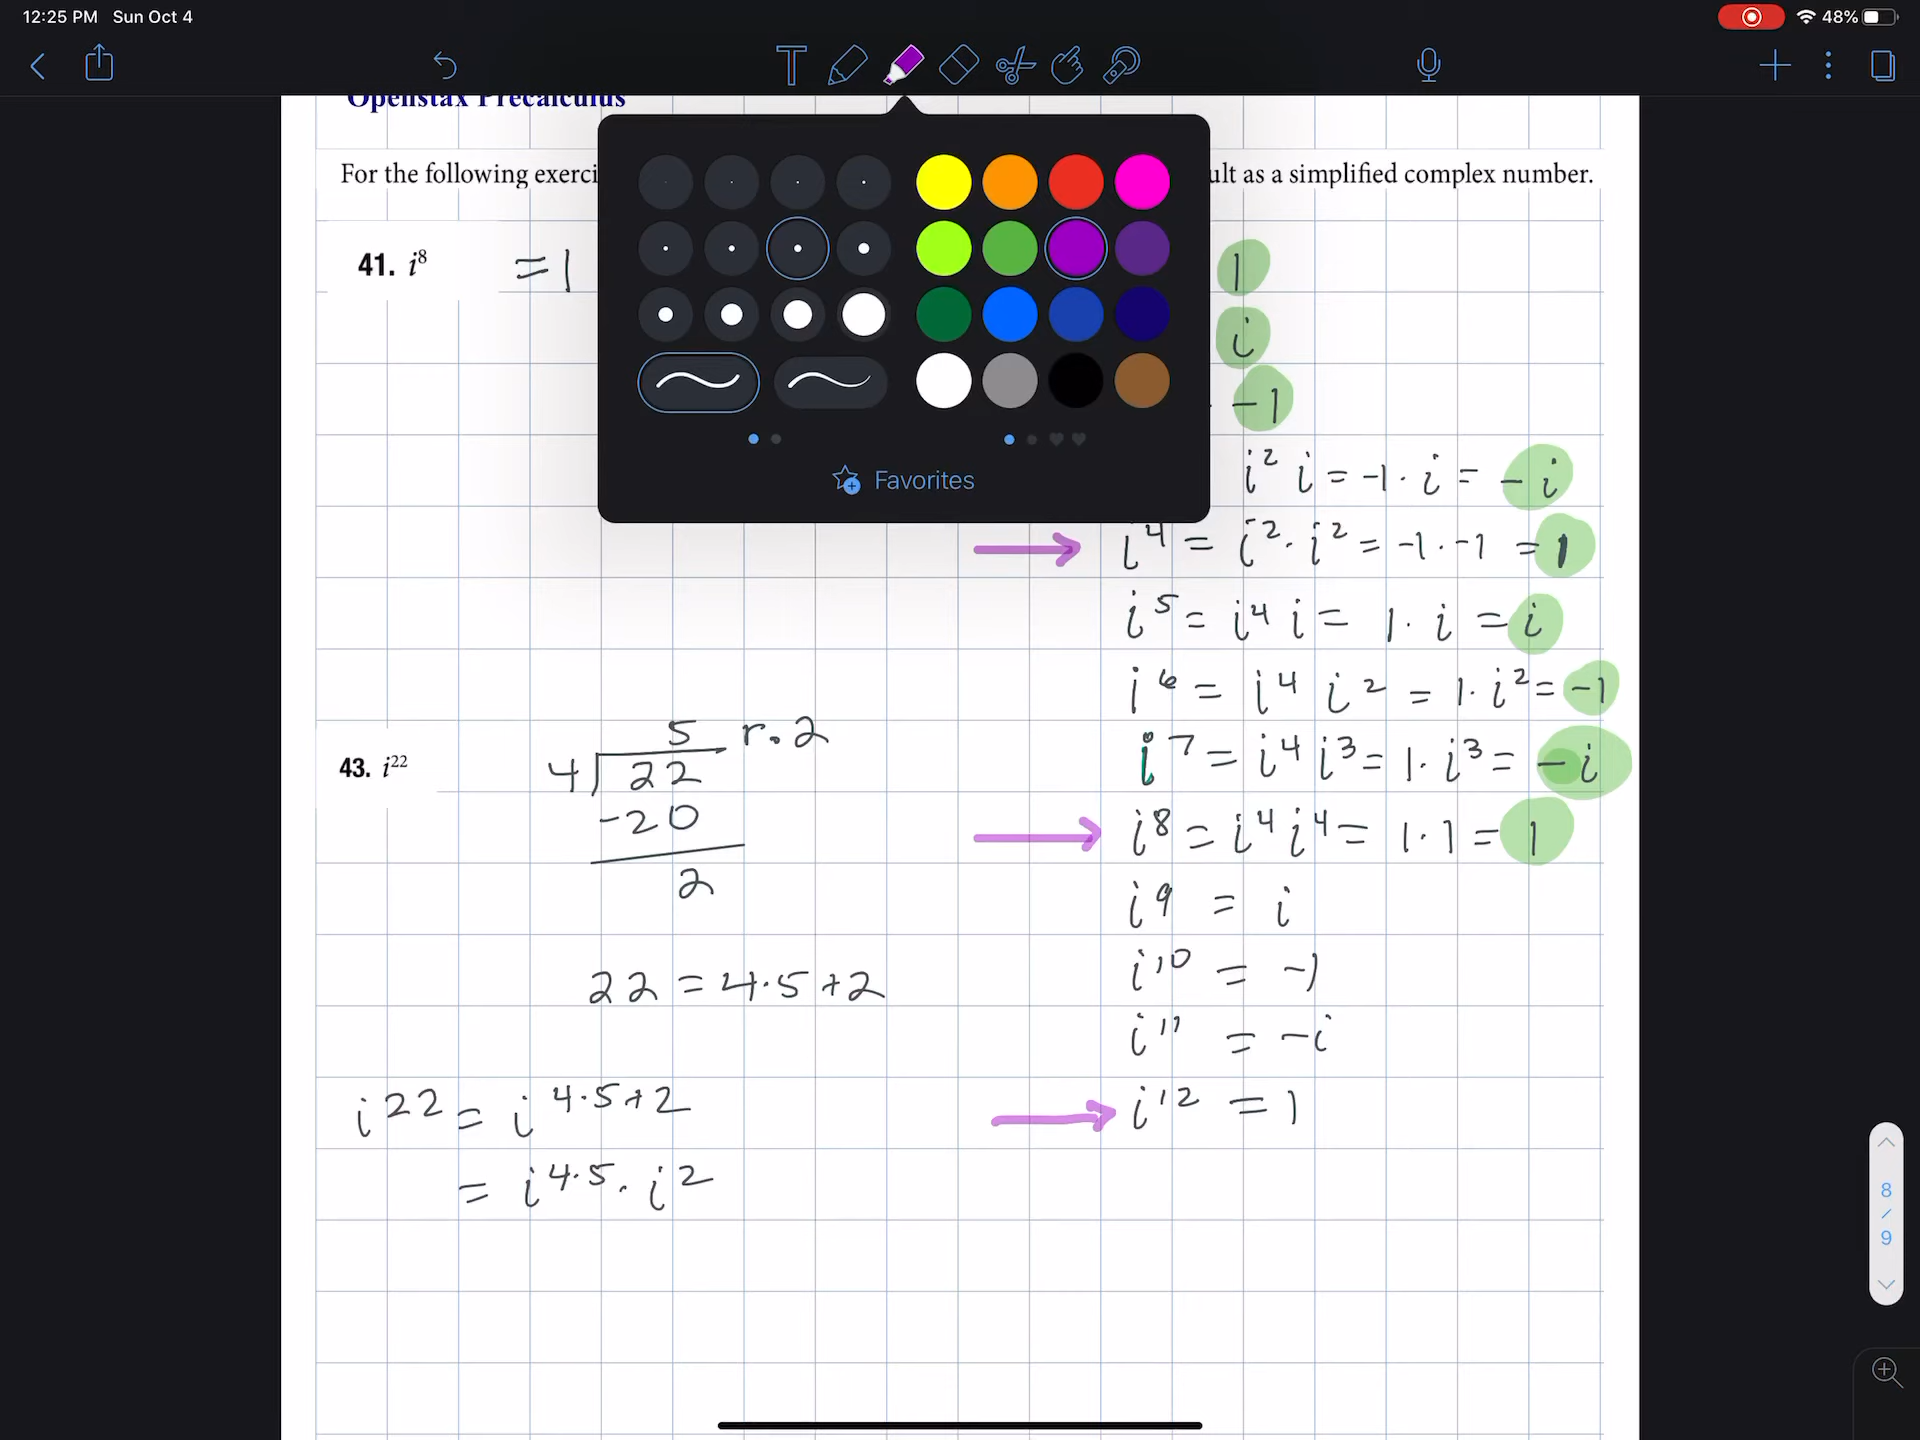 12:25 PM Sun Oct 4
48%
Openstax Precalculus
For the following exerci
ult as a simplified complex number.
41. i⁸ = 1
1
i
-1
i² i = -1 · i = -i
i⁴ = i² · i² = -1 · -1 = 1
i⁵ = i⁴ i = 1 · i = i
i⁶ = i⁴ i² = 1 · i² = -1
i⁷ = i⁴ i³ = 1 · i³ = -i
i⁸ = i⁴ i⁴ = 1 · 1 = 1
i⁹ = i
i¹⁰ = -1
i¹¹ = -i
i¹² = 1
43. i²²
5 r. 2
4) 22
-20
2
22 = 4·5+2
i²² = i⁴·⁵⁺²
= i⁴·⁵ · i²
Favorites
8
/
9